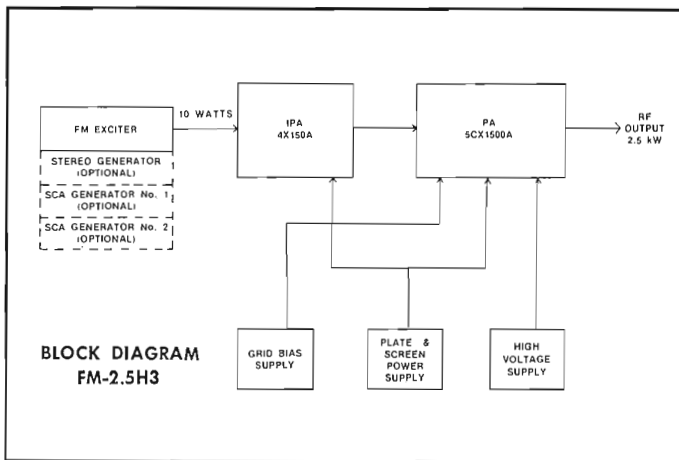 FM EXCITER
STEREO GENERATOR
(OPTIONAL)
SCA GENERATOR No. 1
(OPTIONAL)
SCA GENERATOR No. 2
(OPTIONAL)
10 WATTS
IPA
4X150A
PA
5CX1500A
RF
OUTPUT
2.5 kW
GRID BIAS
SUPPLY
PLATE &
SCREEN
POWER
SUPPLY
HIGH
VOLTAGE
SUPPLY
BLOCK DIAGRAM
FM-2.5H3